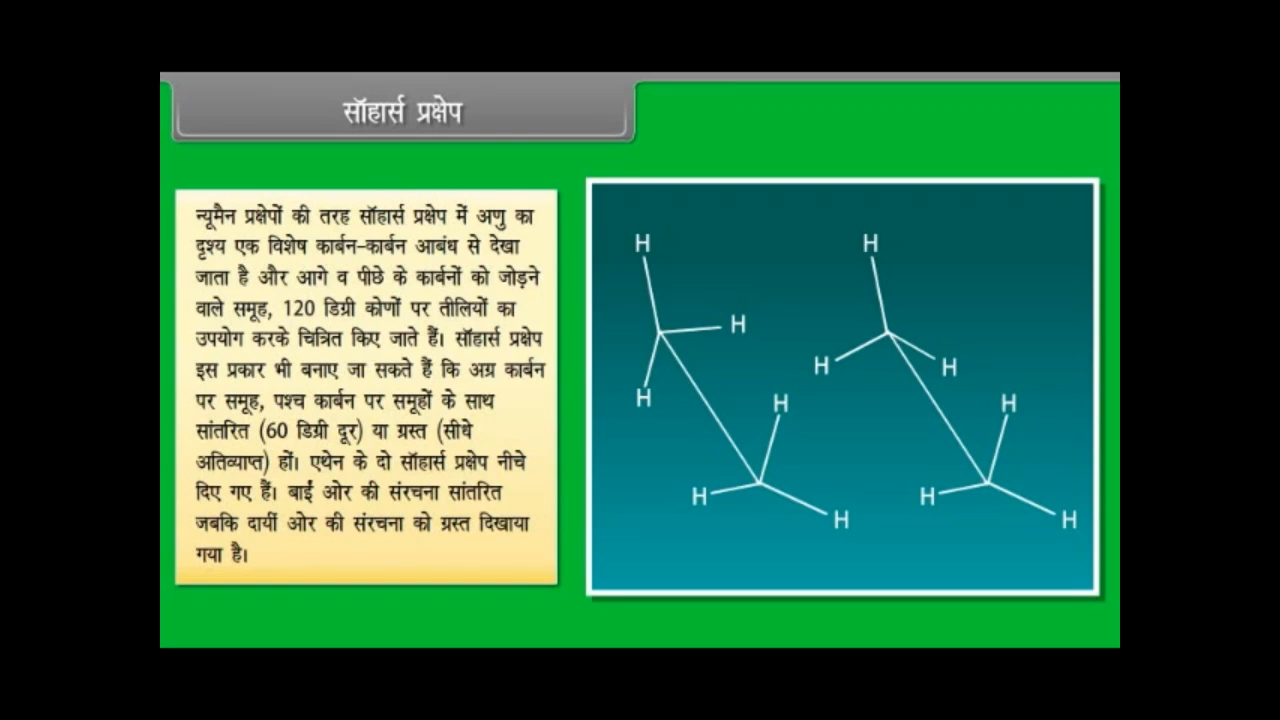 सॉहार्स प्रक्षेप
न्यूमैन प्रक्षेपों की तरह सॉहार्स प्रक्षेप में अणु का
दृश्य एक विशेष कार्बन-कार्बन आबंध से देखा
जाता है और आगे व पीछे के कार्बनों को जोड़ने
वाले समूह, 120 डिग्री कोणों पर तीलियों का
उपयोग करके चित्रित किए जाते हैं। सॉहार्स प्रक्षेप
इस प्रकार भी बनाए जा सकते हैं कि अग्र कार्बन
पर समूह, पश्च कार्बन पर समूहों के साथ
सांतरित (60 डिग्री दूर) या ग्रस्त (सीधे
अतिव्याप्त) हों। एथेन के दो सॉहार्स प्रक्षेप नीचे
दिए गए हैं। बाईं ओर की संरचना सांतरित
जबकि दायीं ओर की संरचना को ग्रस्त दिखाया
गया है।
H
H
H
H
H
H
H
H
H
H
H
H